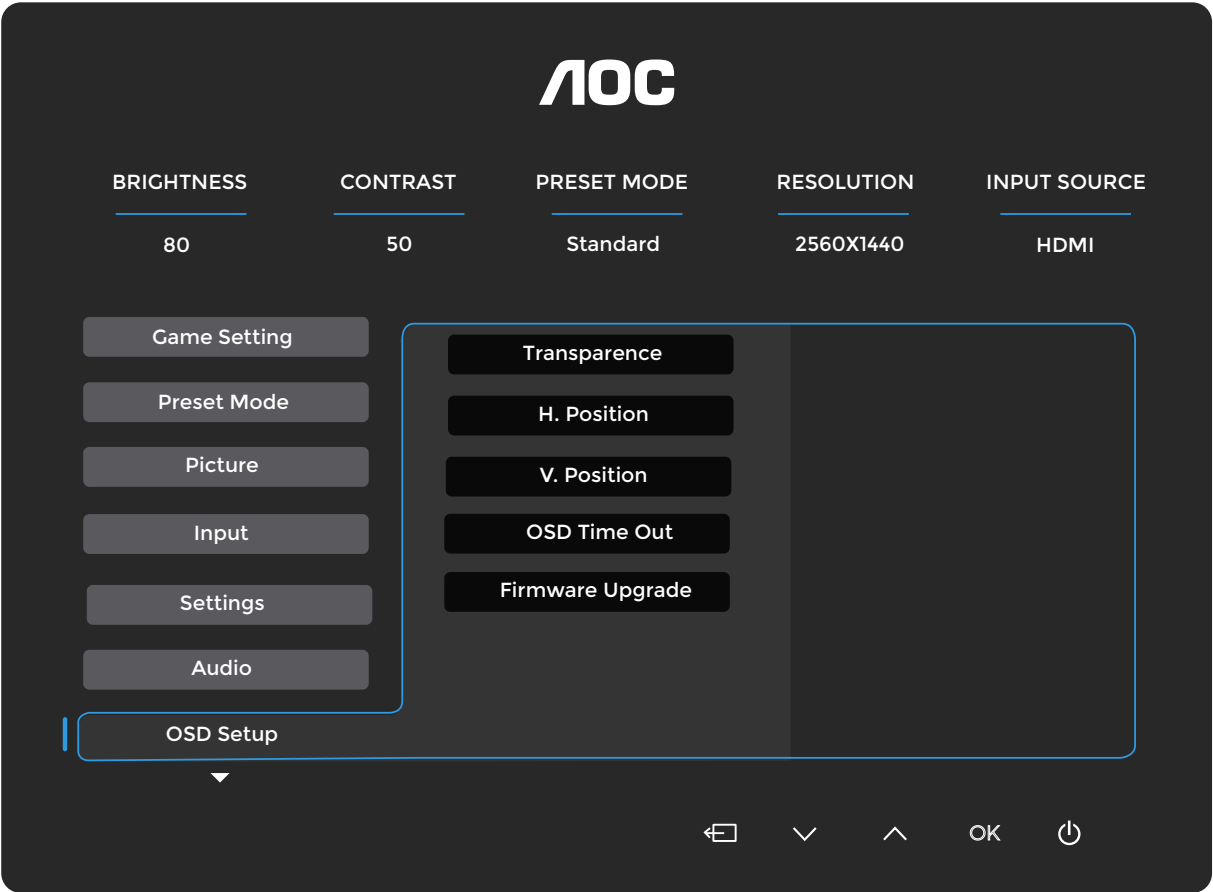 AOC
BRIGHTNESS CONTRAST PRESET MODE RESOLUTION INPUT SOURCE
80 50 Standard 2560X1440 HDMI
Game Setting
Preset Mode
Picture
Input
Settings
Audio
OSD Setup
Transparence
H. Position
V. Position
OSD Time Out
Firmware Upgrade
OK